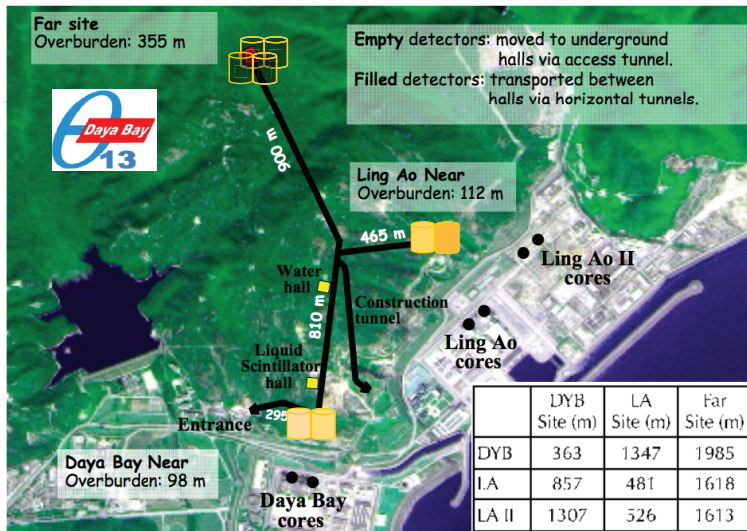 Far site
Overburden: 355 m
Empty detectors: moved to underground
halls via access tunnel.
Filled detectors: transported between
halls via horizontal tunnels.
θ
Daya Bay
13
900 m
Ling Ao Near
Overburden: 112 m
465 m
Ling Ao II
cores
Water
hall
810 m
Construction
tunnel
Ling Ao
cores
Liquid
Scintillator
hall
Entrance
295
Daya Bay Near
Overburden: 98 m
Daya Bay
cores
DYB LA Far
Site (m) Site (m) Site (m)
DYB 363 1347 1985
LA 857 481 1618
LA II 1307 526 1613